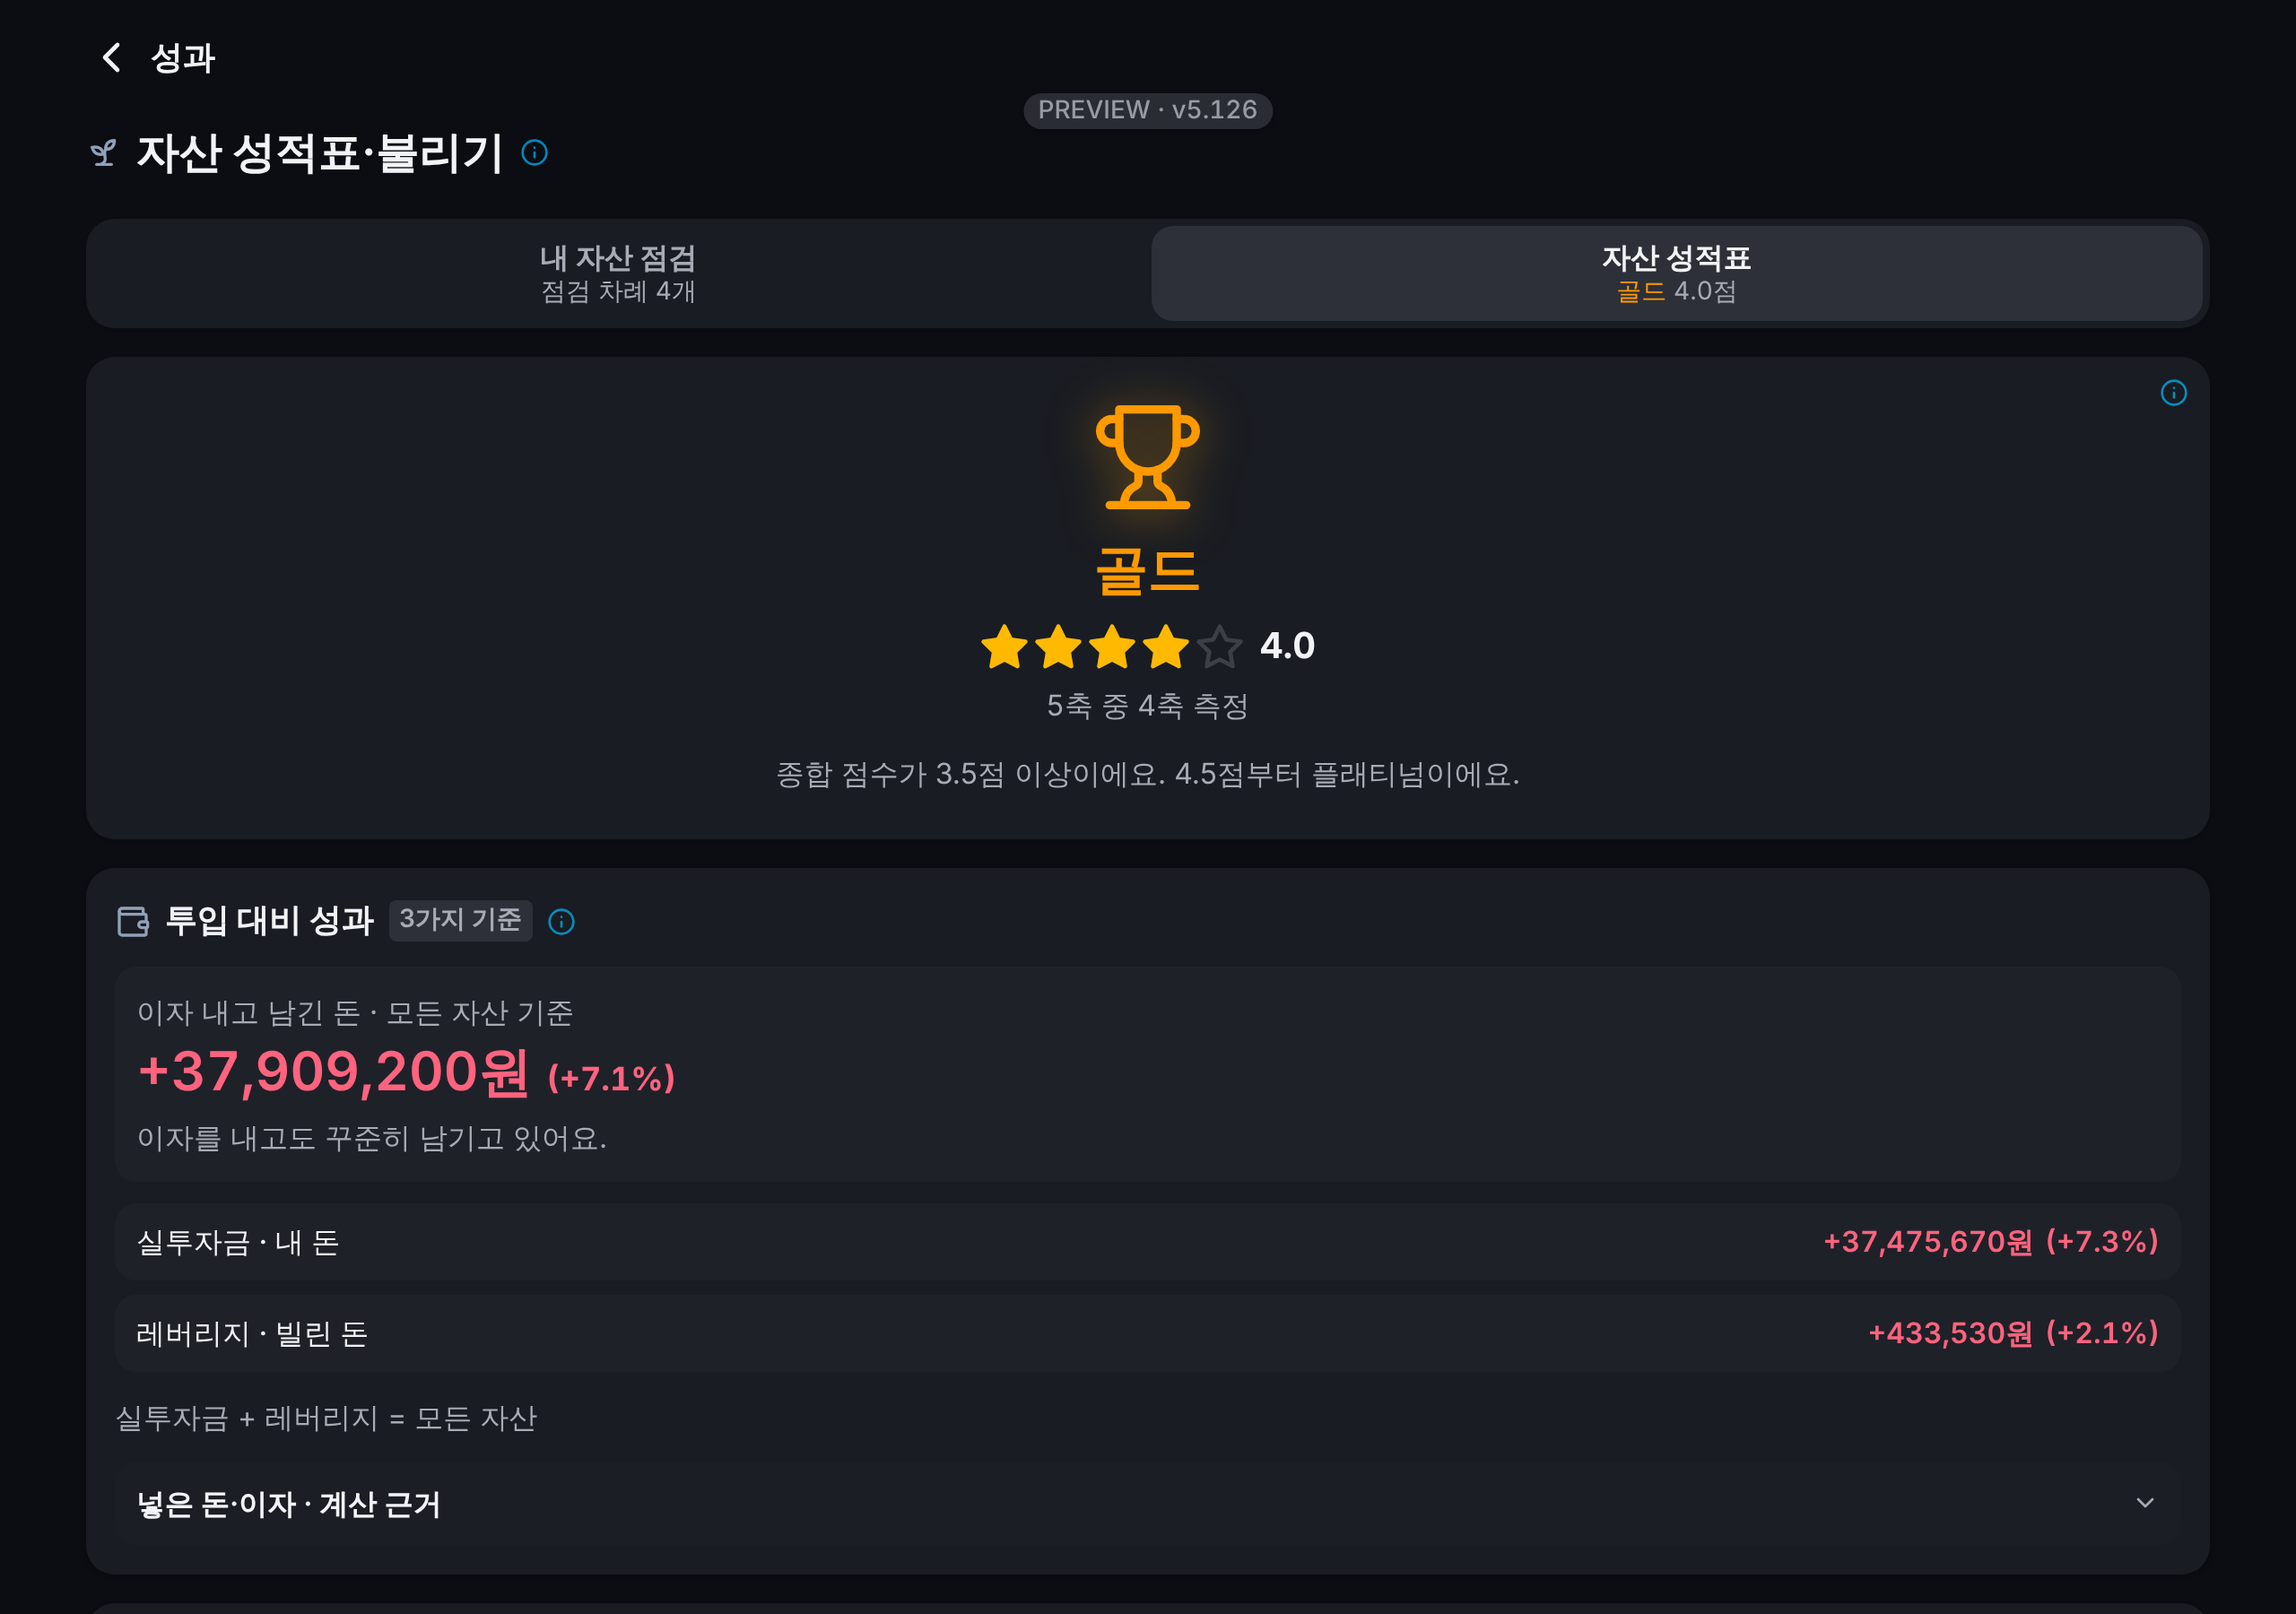 성과
PREVIEW · v5.126
자산 성적표·불리기
내 자산 점검
점검 차례 4개
자산 성적표
골드 4.0점
골드
4.0
5축 중 4축 측정
종합 점수가 3.5점 이상이에요. 4.5점부터 플래티넘이에요.
투입 대비 성과 3가지 기준
이자 내고 남긴 돈 · 모든 자산 기준
+37,909,200원 (+7.1%)
이자를 내고도 꾸준히 남기고 있어요.
실투자금 · 내 돈 +37,475,670원 (+7.3%)
레버리지 · 빌린 돈 +433,530원 (+2.1%)
실투자금 + 레버리지 = 모든 자산
넣은 돈·이자 · 계산 근거